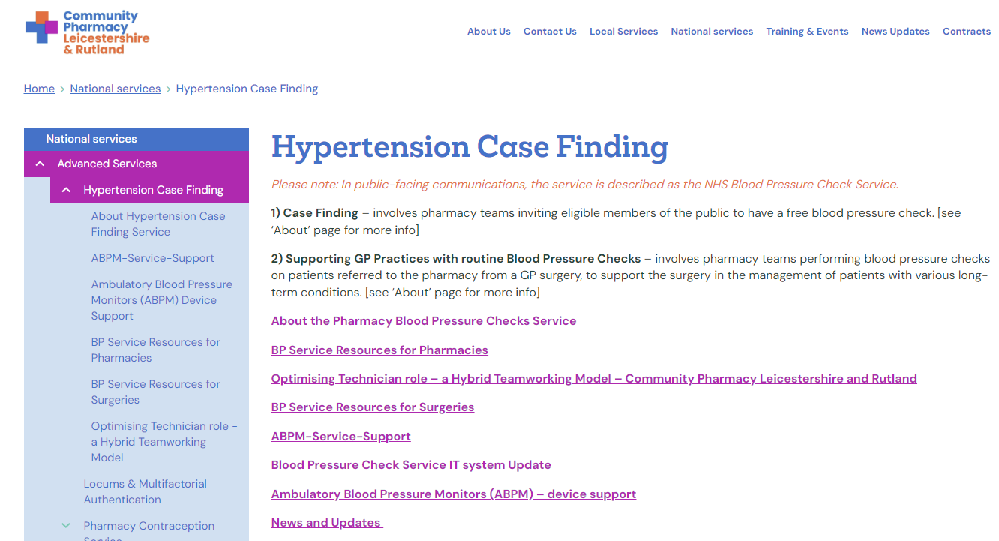 Community
Pharmacy
Leicestershire
& Rutland
About Us Contact Us Local Services National services Training & Events News Updates Contracts
Home > National services > Hypertension Case Finding
National services
Advanced Services
Hypertension Case Finding
About Hypertension Case
Finding Service
ABPM-Service-Support
Ambulatory Blood Pressure
Monitors (ABPM) Device
Support
BP Service Resources for
Pharmacies
BP Service Resources for
Surgeries
Optimising Technician role -
a Hybrid Teamworking
Model
Locums & Multifactorial
Authentication
Pharmacy Contraception
Service
Hypertension Case Finding
Please note: In public-facing communications, the service is described as the NHS Blood Pressure Check Service.
1) Case Finding – involves pharmacy teams inviting eligible members of the public to have a free blood pressure check. [see
‘About’ page for more info]
2) Supporting GP Practices with routine Blood Pressure Checks – involves pharmacy teams performing blood pressure checks
on patients referred to the pharmacy from a GP surgery, to support the surgery in the management of patients with various long-
term conditions. [see ‘About’ page for more info]
About the Pharmacy Blood Pressure Checks Service
BP Service Resources for Pharmacies
Optimising Technician role – a Hybrid Teamworking Model – Community Pharmacy Leicestershire and Rutland
BP Service Resources for Surgeries
ABPM-Service-Support
Blood Pressure Check Service IT system Update
Ambulatory Blood Pressure Monitors (ABPM) – device support
News and Updates